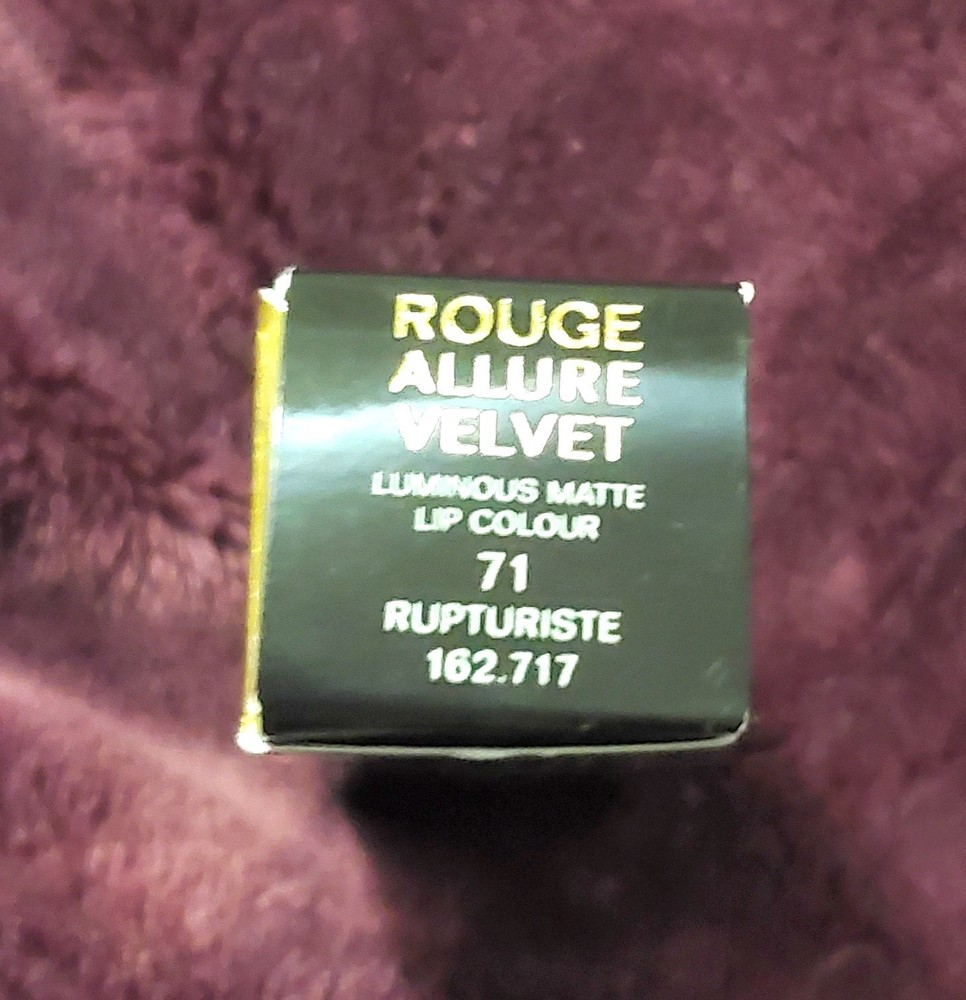 ROUGE
ALLURE
VELVET
LUMINOUS MATTE
LIP COLOUR
71
RUPTURISTE
162.717